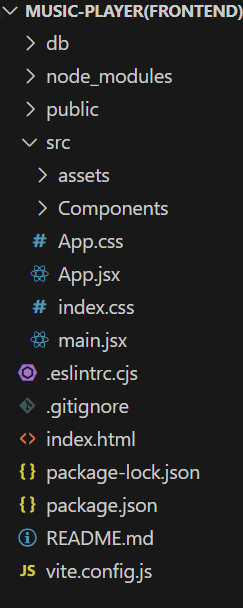 MUSIC-PLAYER(FRONTEND)
db
node_modules
public
src
assets
Components
# App.css
App.jsx
# index.css
main.jsx
.eslintrc.cjs
.gitignore
<> index.html
{} package-lock.json
{} package.json
README.md
JS vite.config.js